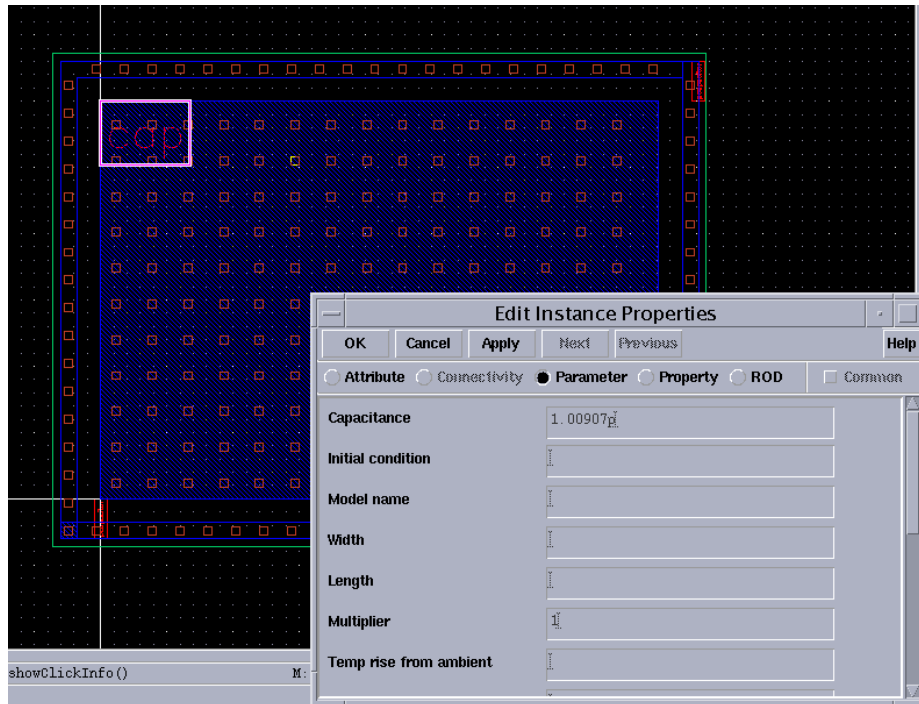 cap
Edit Instance Properties
OK Cancel Apply Next Previous Help
Attribute Connectivity Parameter Property ROD Common
Capacitance 1.00907p
Initial condition
Model name
Width
Length
Multiplier 1
Temp rise from ambient
showClickInfo() M: